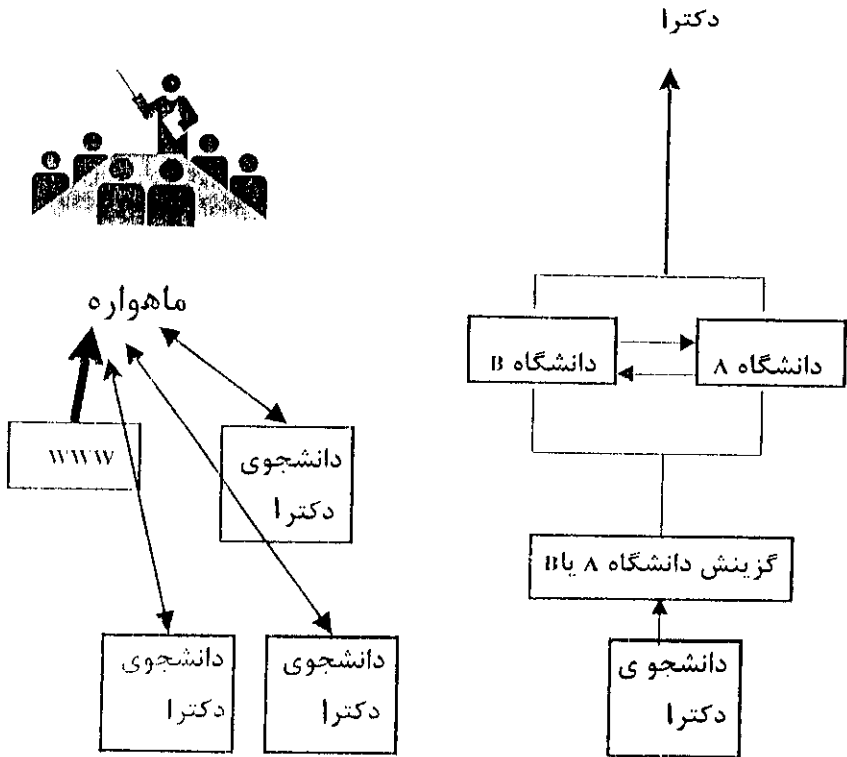 دکترا
دانشگاه A
دانشگاه B
گزینش دانشگاه A یا B
دانشجو ی
دکترا
ماهواره
WWW
دانشجوی
دکترا
دانشجوی
دکترا
دانشجوی
دکترا